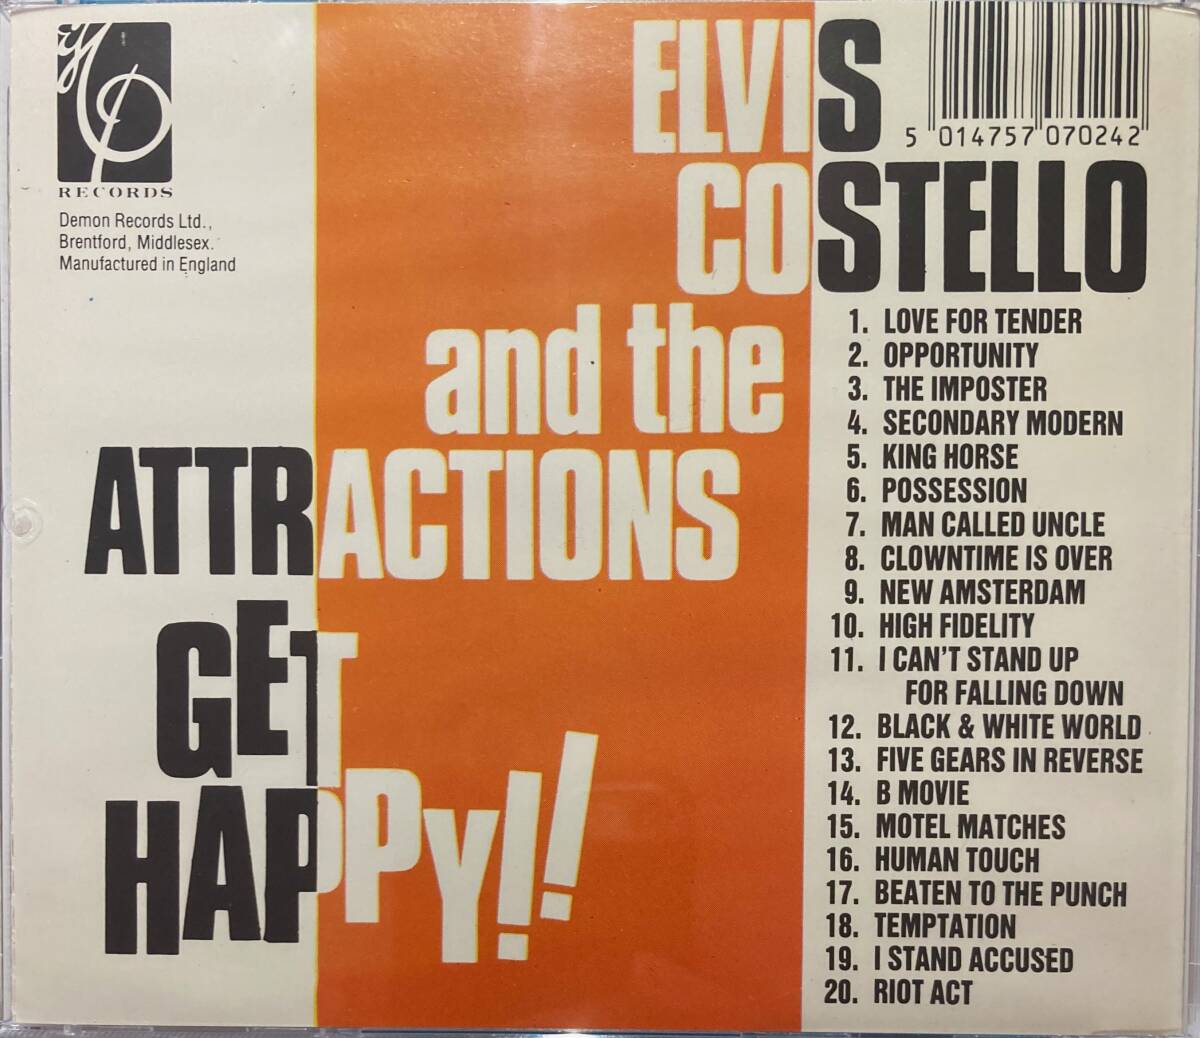 RECORDS
Demon Records Ltd.,
Brentford, Middlesex.
Manufactured in England
ELVIS
COSTELLO
and the
ATTRACTIONS
GET
HAPPY!!
5 014757 070242
1. LOVE FOR TENDER
2. OPPORTUNITY
3. THE IMPOSTER
4. SECONDARY MODERN
5. KING HORSE
6. POSSESSION
7. MAN CALLED UNCLE
8. CLOWNTIME IS OVER
9. NEW AMSTERDAM
10. HIGH FIDELITY
11. I CAN'T STAND UP
FOR FALLING DOWN
12. BLACK & WHITE WORLD
13. FIVE GEARS IN REVERSE
14. B MOVIE
15. MOTEL MATCHES
16. HUMAN TOUCH
17. BEATEN TO THE PUNCH
18. TEMPTATION
19. I STAND ACCUSED
20. RIOT ACT